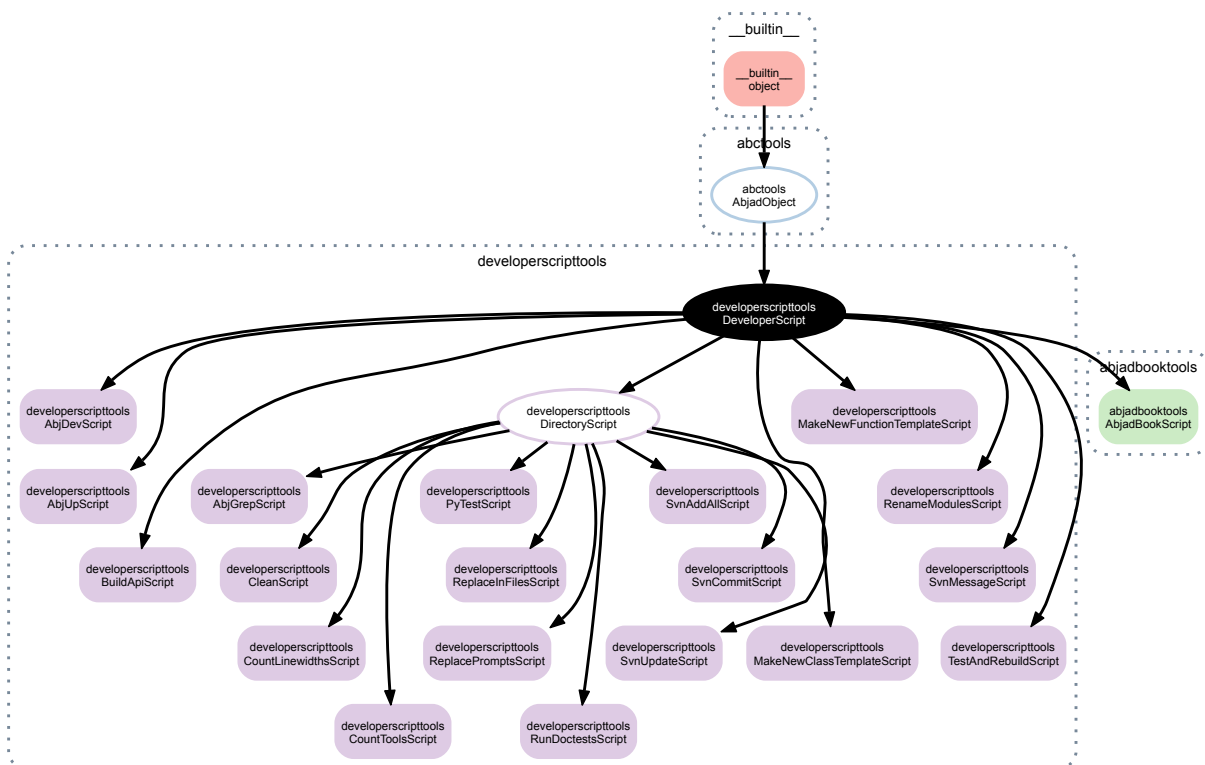 __builtin__
__builtin__
object
abctools
abctools
AbjadObject
developerscripttools
developerscripttools
DeveloperScript
abjadbooktools
developerscripttools
AbjDevScript
developerscripttools
DirectoryScript
developerscripttools
MakeNewFunctionTemplateScript
abjadbooktools
AbjadBookScript
developerscripttools
AbjUpScript
developerscripttools
AbjGrepScript
developerscripttools
PyTestScript
developerscripttools
SvnAddAllScript
developerscripttools
RenameModulesScript
developerscripttools
BuildApiScript
developerscripttools
CleanScript
developerscripttools
ReplaceInFilesScript
developerscripttools
SvnCommitScript
developerscripttools
SvnMessageScript
developerscripttools
CountLinewidthsScript
developerscripttools
ReplacePromptsScript
developerscripttools
SvnUpdateScript
developerscripttools
MakeNewClassTemplateScript
developerscripttools
TestAndRebuildScript
developerscripttools
CountToolsScript
developerscripttools
RunDoctestsScript